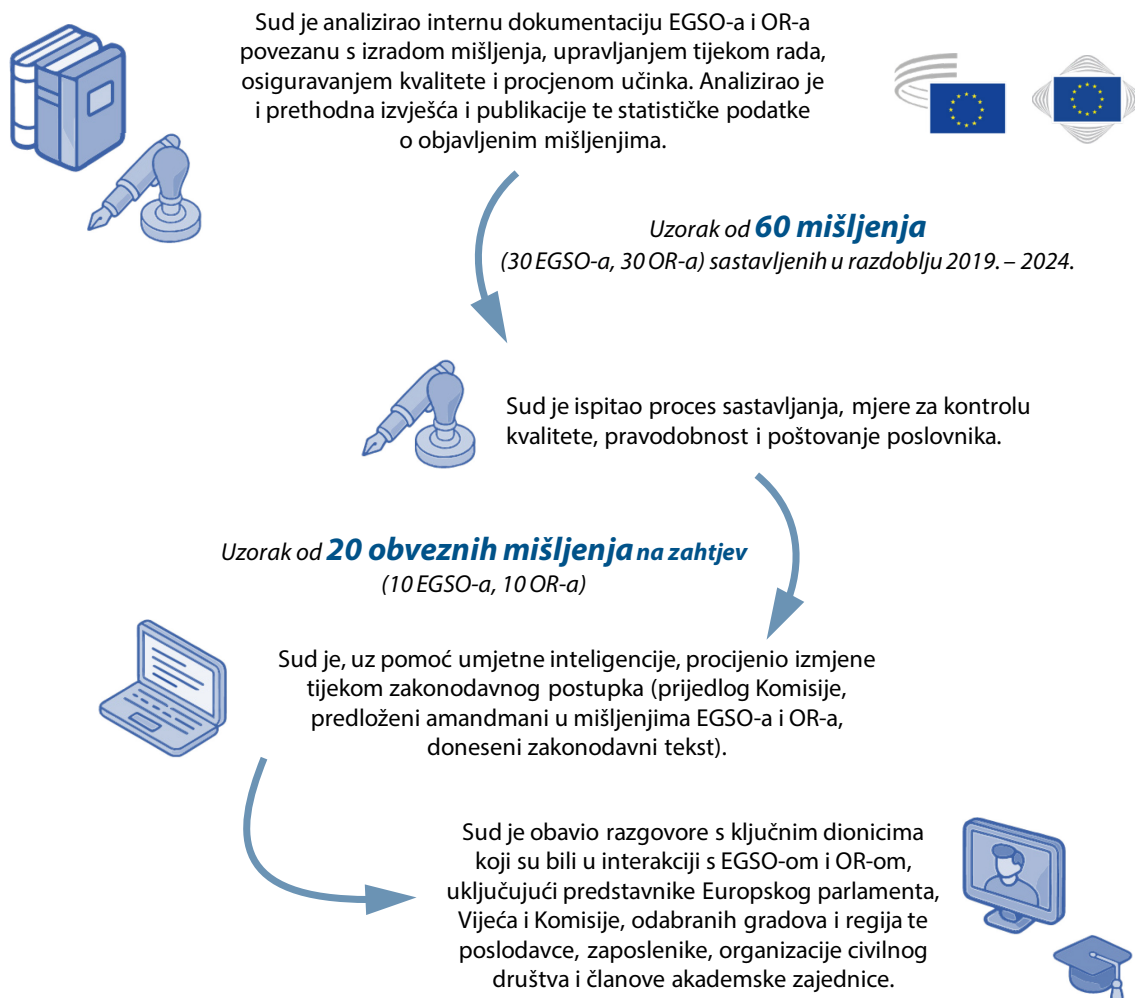 Sud je analizirao internu dokumentaciju EGSO-a i OR-a
povezanu s izradom mišljenja, upravljanjem tijekom rada,
osiguravanjem kvalitete i procjenom učinka. Analizirao je
i prethodna izvješća i publikacije te statističke podatke
o objavljenim mišljenjima.
Uzorak od 60 mišljenja
(30 EGSO-a, 30 OR-a) sastavljenih u razdoblju 2019. – 2024.
Sud je ispitao proces sastavljanja, mjere za kontrolu
kvalitete, pravodobnost i poštovanje poslovnika.
Uzorak od 20 obveznih mišljenja na zahtjev
(10 EGSO-a, 10 OR-a)
Sud je, uz pomoć umjetne inteligencije, procijenio izmjene
tijekom zakonodavnog postupka (prijedlog Komisije,
predloženi amandmani u mišljenjima EGSO-a i OR-a,
doneseni zakonodavni tekst).
Sud je obavio razgovore s ključnim dionicima
koji su bili u interakciji s EGSO-om i OR-om,
uključujući predstavnike Europskog parlamenta,
Vijeća i Komisije, odabranih gradova i regija te
poslodavce, zaposlenike, organizacije civilnog
društva i članove akademske zajednice.